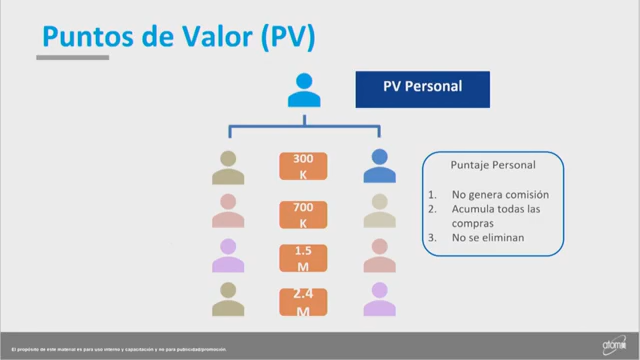 Puntos de Valor (PV)
PV Personal
300
K
700
K
1.5
M
2.4
M
Puntaje Personal
1. No genera comisión
2. Acumula todas las
compras
3. No se eliminan
El propósito de este material es para uso interno y capacitación y no para publicidad/promoción.